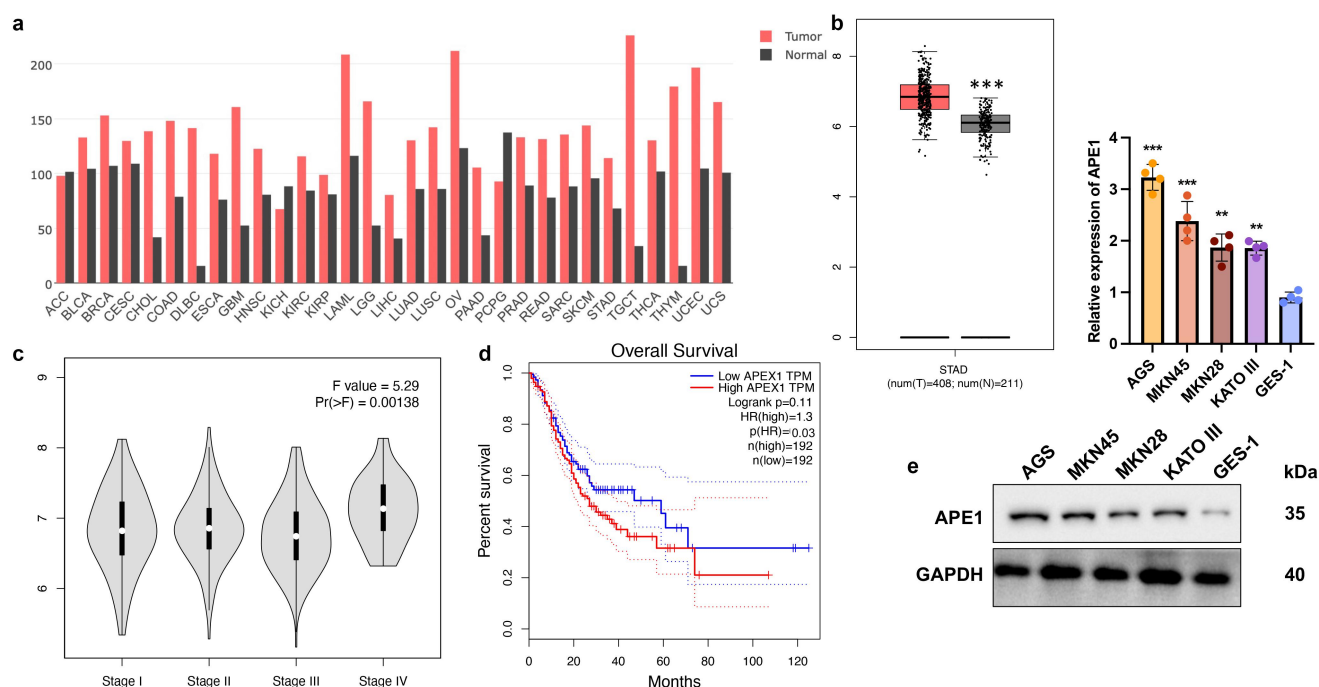 a
Tumor
Normal
200
150
100
50
0
ACC BLCA BRCA CESC CHOL COAD DLBC ESCA GBM HNSC KICH KIRC KIRP LAML LGG LIHC LUAD LUSC OV PAAD PCPG PRAD READ SARC SKCM STAD TGCT THCA THYM UCEC UCS
b
8
6
4
2
0
***
STAD
(num(T)=408; num(N)=211)
Relative expression of APE1
4
3
2
1
0
*** *** ** **
AGS MKN45 MKN28 KATO III GES-1
c
9
8
7
6
F value = 5.29
Pr(>F) = 0.00138
Stage I Stage II Stage III Stage IV
d
Overall Survival
Low APEX1 TPM
High APEX1 TPM
Logrank p=0.11
HR(high)=1.3
p(HR)=0.03
n(high)=192
n(low)=192
Percent survival
1.0
0.8
0.6
0.4
0.2
0.0
0 20 40 60 80 100 120
Months
e
AGS MKN45 MKN28 KATO III GES-1 kDa
APE1 35
GAPDH 40